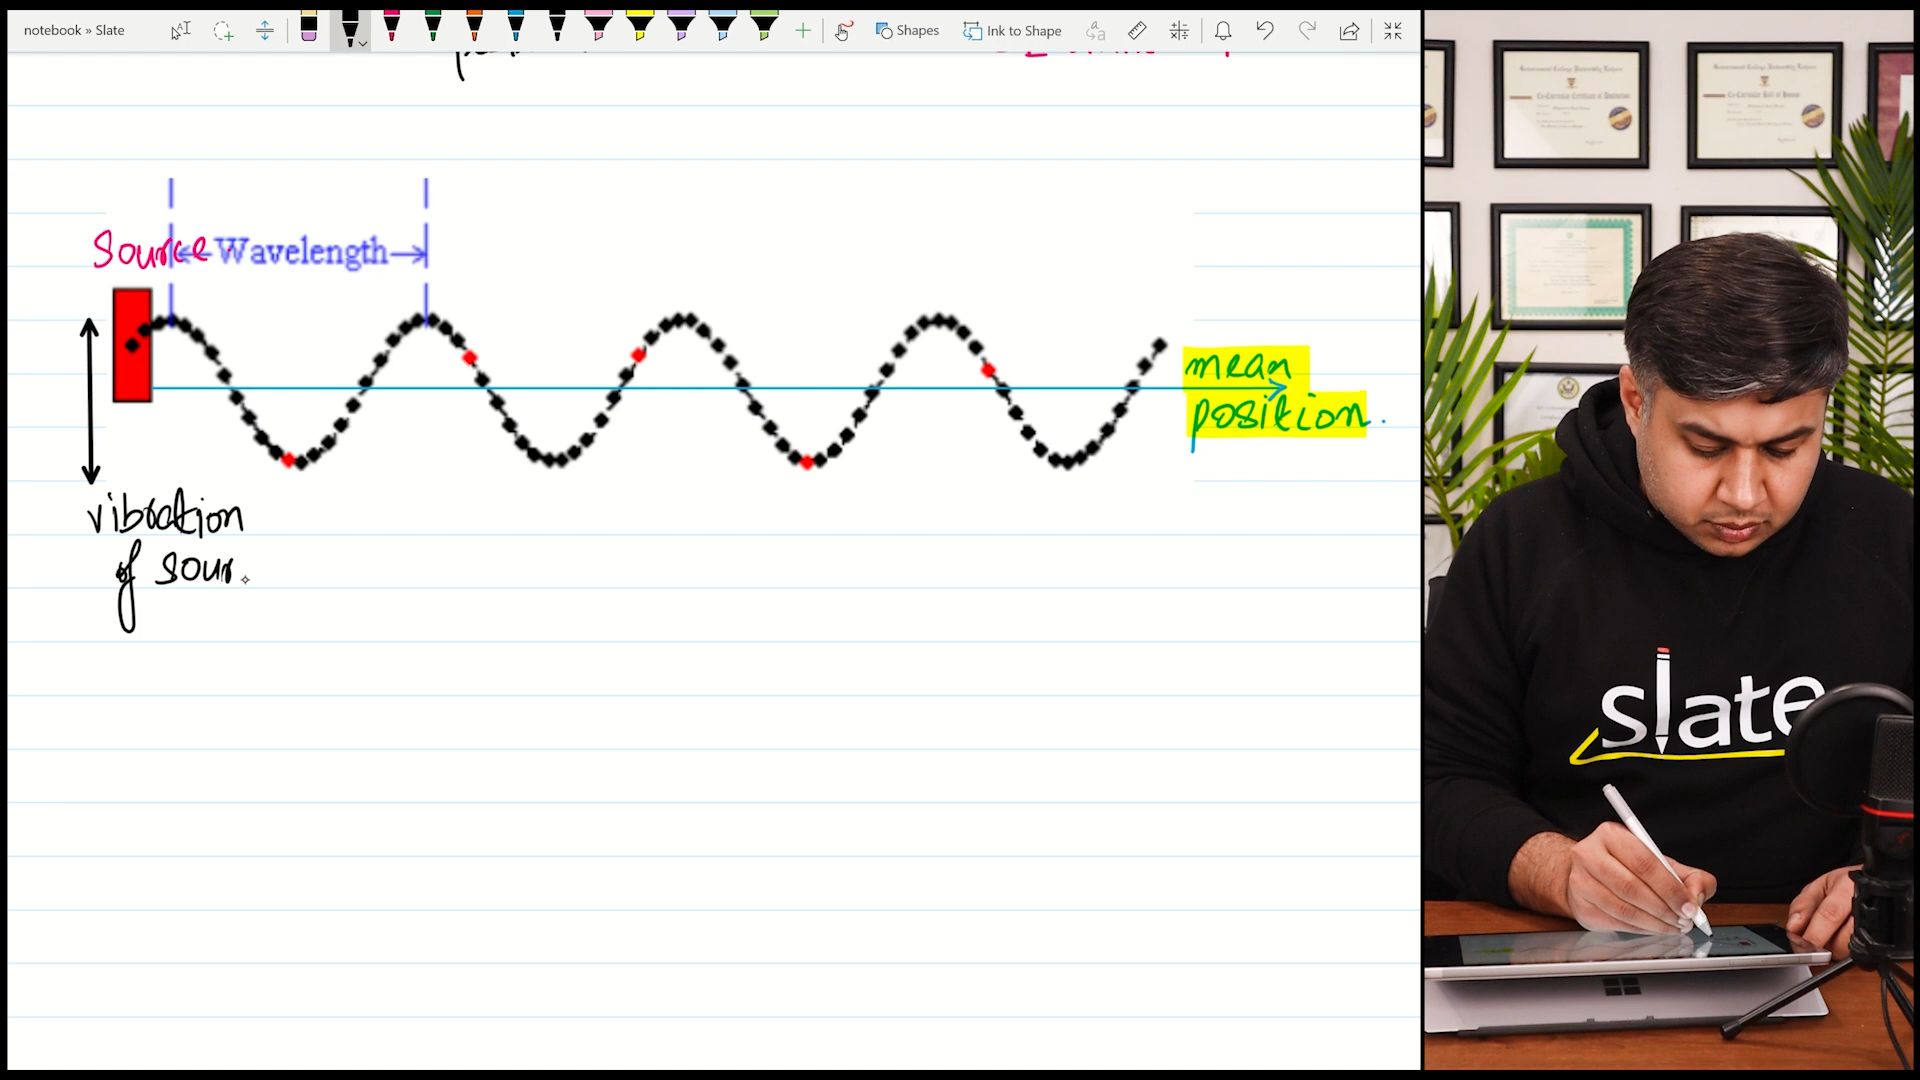 notebook » Slate
Shapes
Ink to Shape
Source
Wavelength
mean
position.
vibration
of sour
slate